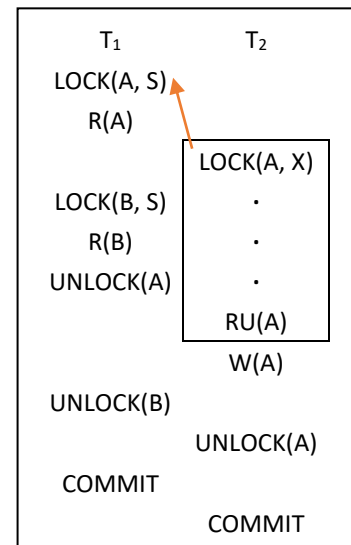 T₁ T₂
LOCK(A, S)
R(A)
LOCK(A, X)
LOCK(B, S) .
R(B) .
UNLOCK(A) .
RU(A)
W(A)
UNLOCK(B)
UNLOCK(A)
COMMIT
COMMIT